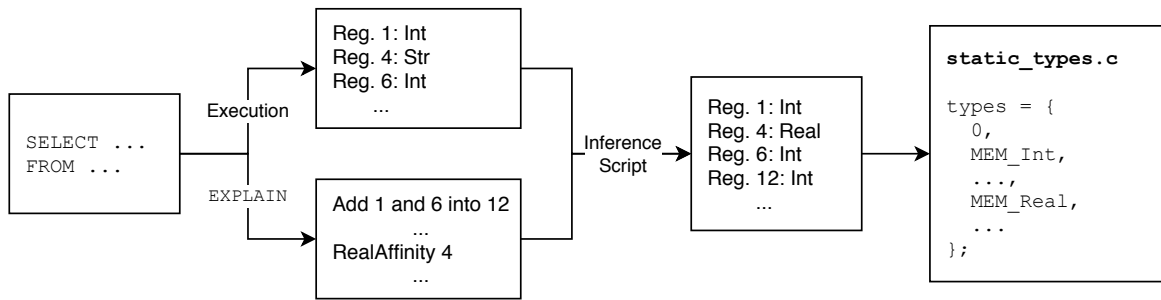 SELECT ...
FROM ...
Execution
EXPLAIN
Reg. 1: Int
Reg. 4: Str
Reg. 6: Int
...
Add 1 and 6 into 12
...
RealAffinity 4
...
Inference
Script
Reg. 1: Int
Reg. 4: Real
Reg. 6: Int
Reg. 12: Int
...
static_types.c
types = {
0,
MEM_Int,
...,
MEM_Real,
...
};